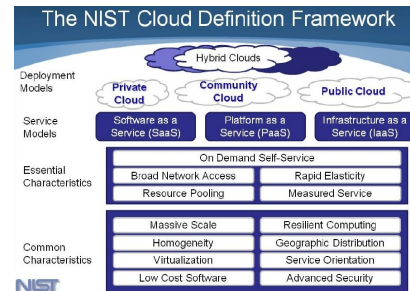 The NIST Cloud Definition Framework
Hybrid Clouds
Deployment
Models
Private
Cloud
Community
Cloud
Public Cloud
Service
Models
Software as a
Service (SaaS)
Platform as a
Service (PaaS)
Infrastructure as a
Service (IaaS)
Essential
Characteristics
On Demand Self-Service
Broad Network Access
Rapid Elasticity
Resource Pooling
Measured Service
Common
Characteristics
Massive Scale
Resilient Computing
Homogeneity
Geographic Distribution
Virtualization
Service Orientation
Low Cost Software
Advanced Security
NIST